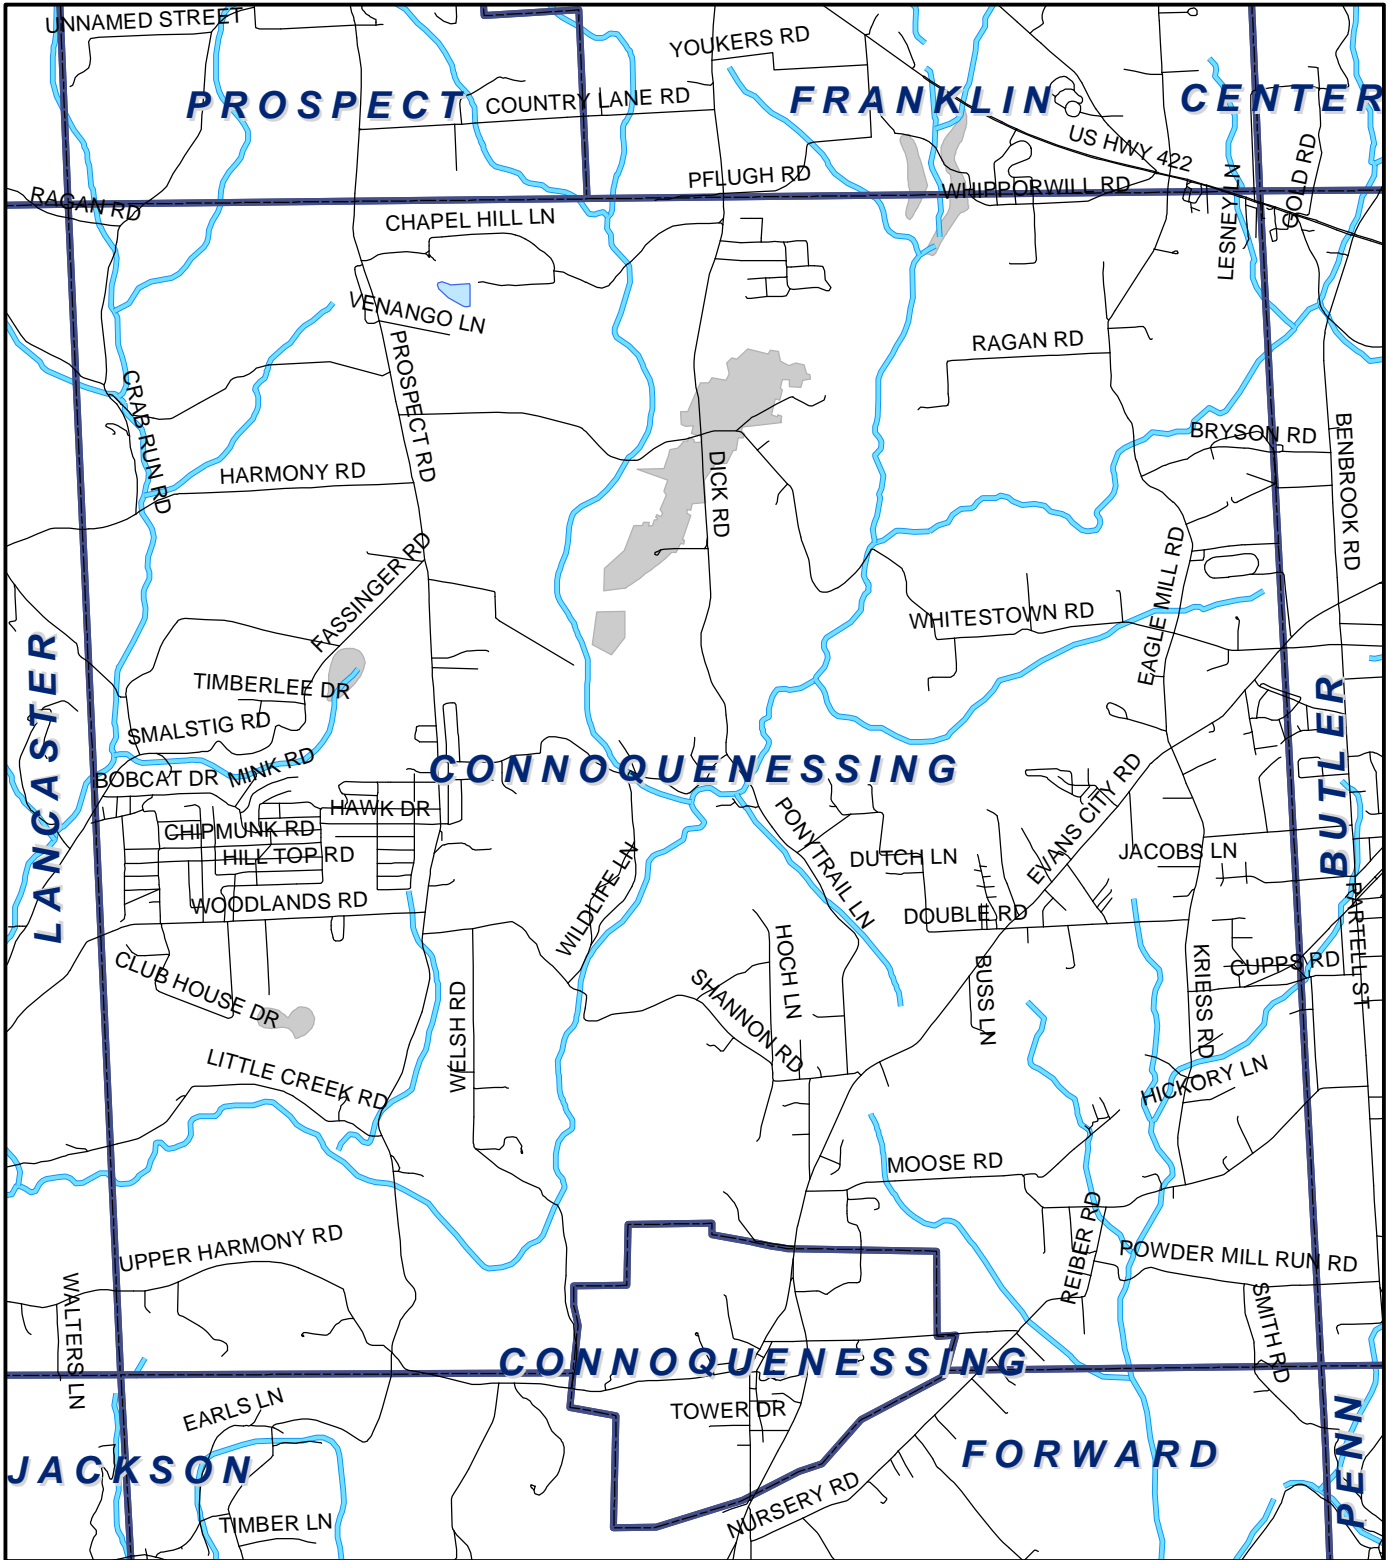 UNNAMED STREET
YOUKERS RD
PROSPECT
COUNTRY LANE RD
FRANKLIN
CENTER
US HWY 422
PFLUGH RD
WHIPPORWILL RD
LESNEY LN
GOLD RD
RAGAN RD
CHAPEL HILL LN
VENANGO LN
PROSPECT RD
RAGAN RD
CRAB RUN RD
HARMONY RD
DICK RD
BRYSON RD
BENBROOK RD
FASSINGER RD
EAGLE MILL RD
WHITESTOWN RD
LANCASTER
TIMBERLEE DR
SMALSTIG RD
BUTLER
BOBCAT DR
MINK RD
CONNOQUENESSING
HAWK DR
CHIPMUNK RD
HILL TOP RD
PONYTRAIL LN
EVANS CITY RD
DUTCH LN
JACOBS LN
WOODLANDS RD
WILDLIFE LN
DOUBLE RD
BARTELL ST
CLUB HOUSE DR
HOCH LN
BUSS LN
KRIESS RD
CUPPS RD
WELSH RD
SHANNON RD
LITTLE CREEK RD
HICKORY LN
MOOSE RD
UPPER HARMONY RD
REIBER RD
POWDER MILL RUN RD
WALTERS LN
SMITH RD
CONNOQUENESSING
EARLS LN
TOWER DR
JACKSON
FORWARD
PENN
TIMBER LN
NURSERY RD